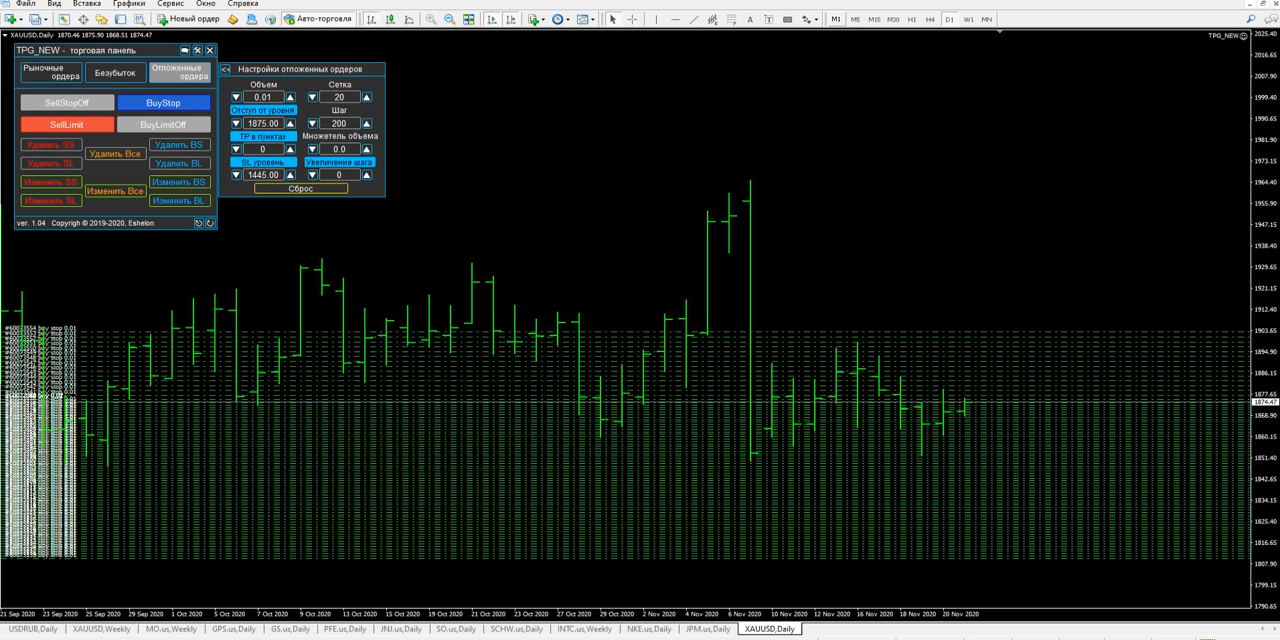 Файл Вид Вставка Графики Сервис Окно Справка
Новый ордер Авто-торговля M1 M5 M15 M30 H1 H4 D1 W1 MN
XAUUSD,Daily 1870.46 1875.90 1868.51 1874.47
TPG_NEW
TPG_NEW - торговая панель
Рыночные ордера
Безубыток
Отложенные ордера
SellStopOff BuyStop
SellLimit BuyLimitOff
Удалить SS Удалить Все Удалить BS
Удалить SL Удалить BL
Изменить SS Изменить Все Изменить BS
Изменить SL Изменить BL
ver. 1.04 Copyrigh © 2019-2020, Eshelon
<< Настройки отложенных ордеров
Объем Сетка
0.01 20
Отступ от уровня Шаг
1875.00 200
TP в пунктах Множетель объема
0 0.0
SL уровень Увеличение шага
1445.00 0
Сброс
2025.40
2016.65
2007.90
1999.40
1990.65
1981.90
1973.15
1964.40
1955.90
1947.15
1938.40
1929.65
1921.15
1912.40
1903.65
1894.90
1886.15
1877.65
1874.47
1868.90
1860.15
1851.40
1842.65
1834.15
1825.40
1816.65
1807.90
1799.15
1790.65
21 Sep 2020 23 Sep 2020 25 Sep 2020 29 Sep 2020 1 Oct 2020 5 Oct 2020 7 Oct 2020 9 Oct 2020 13 Oct 2020 15 Oct 2020 19 Oct 2020 21 Oct 2020 23 Oct 2020 27 Oct 2020 29 Oct 2020 2 Nov 2020 4 Nov 2020 6 Nov 2020 10 Nov 2020 12 Nov 2020 16 Nov 2020 18 Nov 2020 20 Nov 2020
USDRUB,Daily XAUUSD,Weekly MO.us,Weekly GPS.us,Daily GS.us,Daily PFE.us,Daily JNJ.us,Daily SO.us,Daily SCHW.us,Daily INTC.us,Weekly NKE.us,Daily JPM.us,Daily XAUUSD,Daily